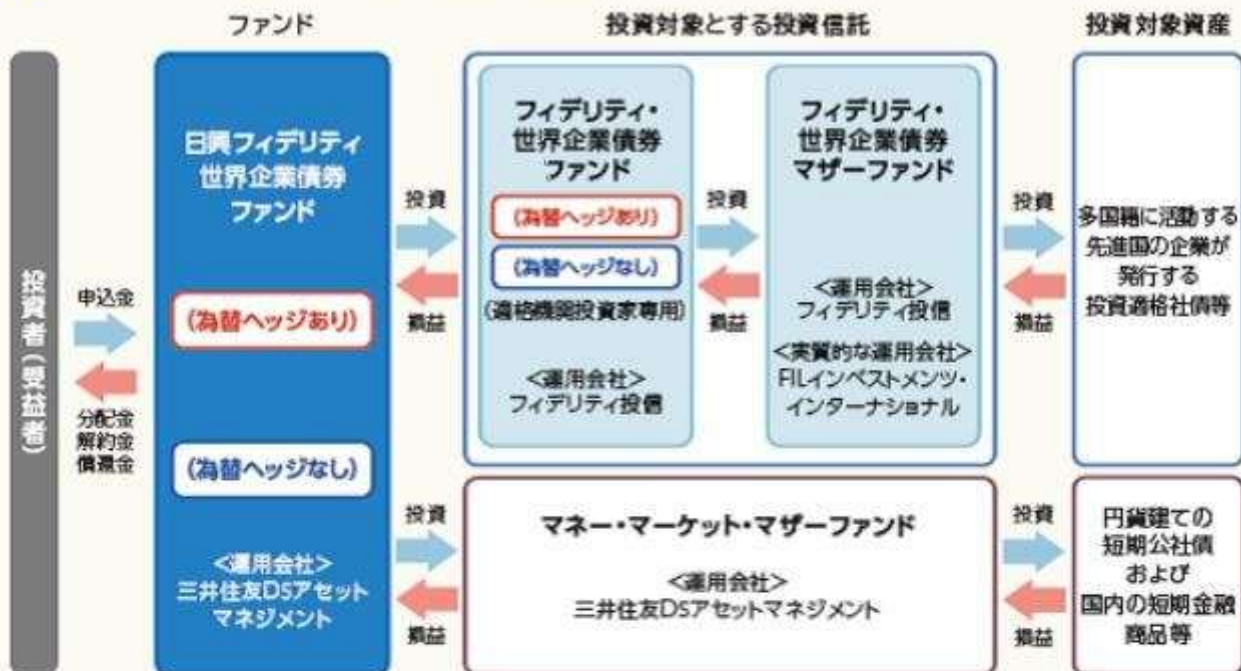 ファンド
投資対象とする投資信託
投資対象資産
投資者(受益者)
申込金
分配金
解約金
償還金
日興フィデリティ
世界企業債券
ファンド
(為替ヘッジあり)
(為替ヘッジなし)
<運用会社>
三井住友DSアセット
マネジメント
投資
損益
フィデリティ・
世界企業債券
ファンド
(為替ヘッジあり)
(為替ヘッジなし)
(適格機関投資家専用)
<運用会社>
フィデリティ投信
投資
損益
フィデリティ・
世界企業債券
マザーファンド
<運用会社>
フィデリティ投信
<実質的な運用会社>
FILインベストメンツ・
インターナショナル
投資
損益
多国籍に活動する
先進国の企業が
発行する
投資適格社債等
投資
損益
マネー・マーケット・マザーファンド
<運用会社>
三井住友DSアセットマネジメント
投資
損益
円貨建ての
短期公社債
および
国内の短期金融
商品等